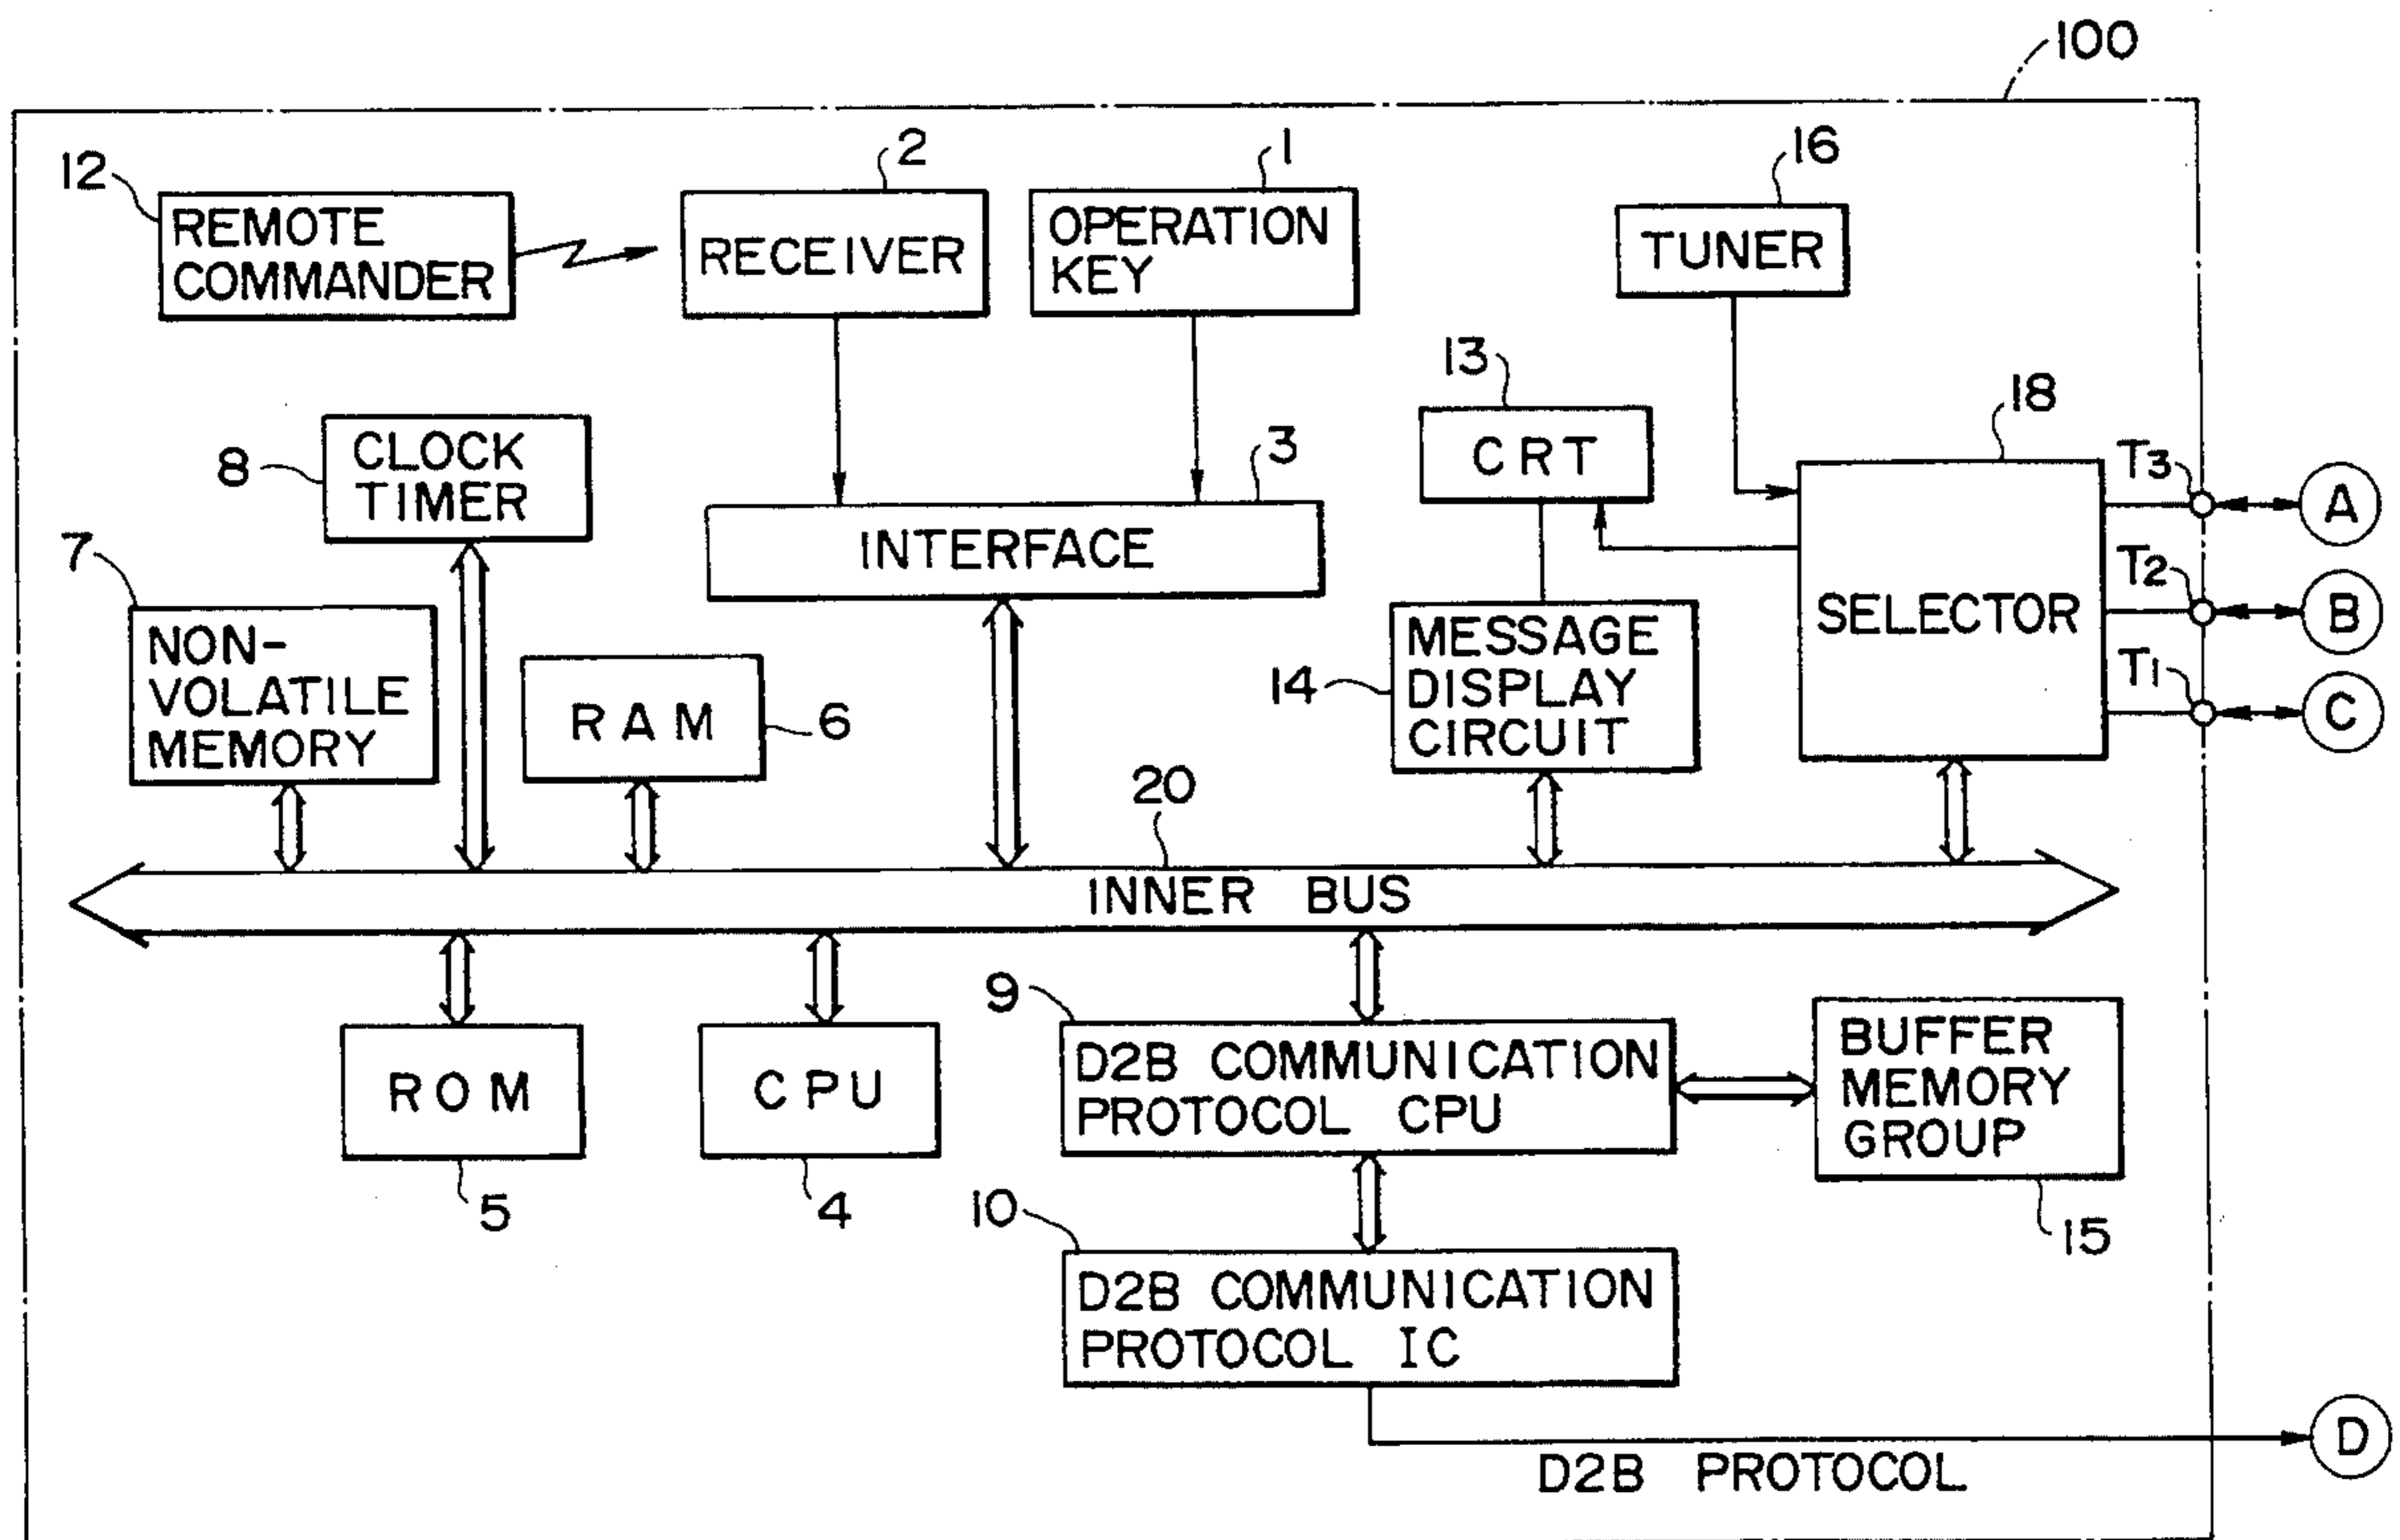 100
12
2
1
16
REMOTE
COMMANDER
RECEIVER
OPERATION
KEY
TUNER
13
18
8
CLOCK
TIMER
3
CRT
T3
A
7
INTERFACE
T2
B
NON-
VOLATILE
MEMORY
RAM
6
14
MESSAGE
DISPLAY
CIRCUIT
SELECTOR
T1
C
20
INNER BUS
9
ROM
5
CPU
4
D2B COMMUNICATION
PROTOCOL CPU
BUFFER
MEMORY
GROUP
15
10
D2B COMMUNICATION
PROTOCOL IC
D
D2B PROTOCOL